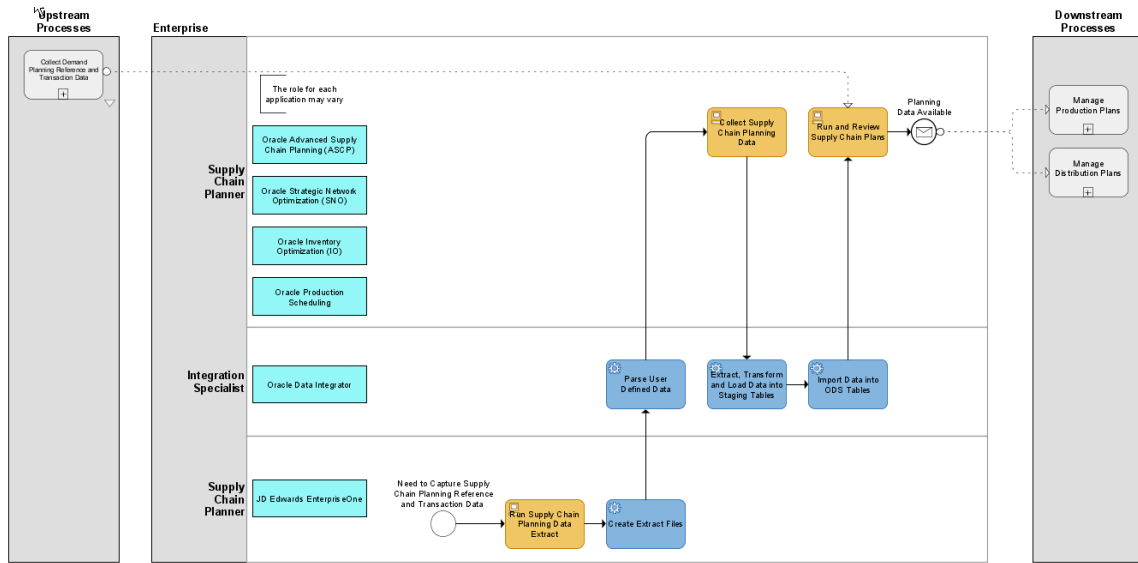 Upstream
Processes
Enterprise
Downstream
Processes
Collect Demand
Planning Reference and
Transaction Data
The role for each
application may vary
Planning
Data Available
Manage
Production Plans
Collect Supply
Chain Planning
Data
Run and Review
Supply Chain Plans
Oracle Advanced Supply
Chain Planning (ASCP)
Manage
Distribution Plans
Supply
Chain
Planner
Oracle Strategic Network
Optimization (SNO)
Oracle Inventory
Optimization (IO)
Oracle Production
Scheduling
Integration
Specialist
Oracle Data Integrator
Parse User
Defined Data
Extract, Transform
and Load Data into
Staging Tables
Import Data into
ODS Tables
Supply
Chain
Planner
JD Edwards EnterpriseOne
Need to Capture Supply
Chain Planning Reference
and Transaction Data
Run Supply Chain
Planning Data
Extract
Create Extract Files